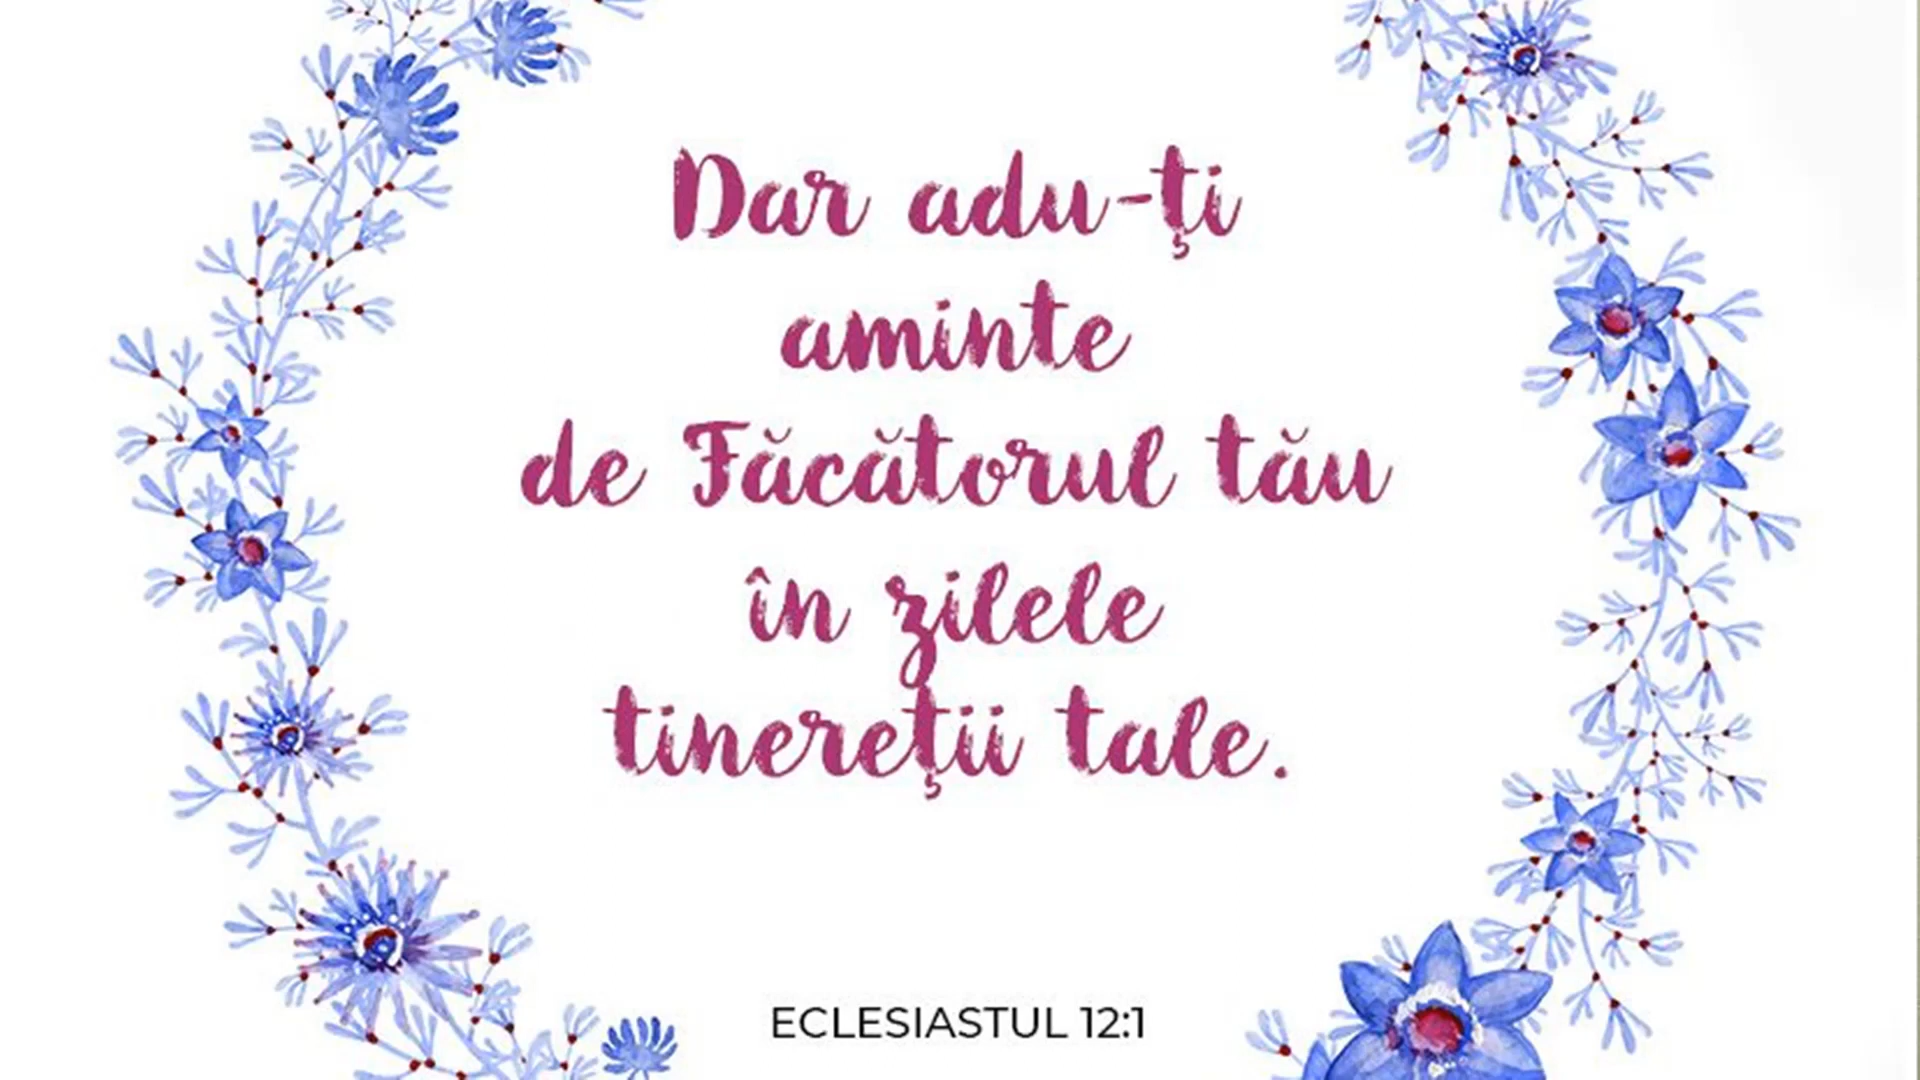 Dar adu-ți
aminte
de Făcătorul tău
în zilele
tinereții tale.
ECLESIASTUL 12:1